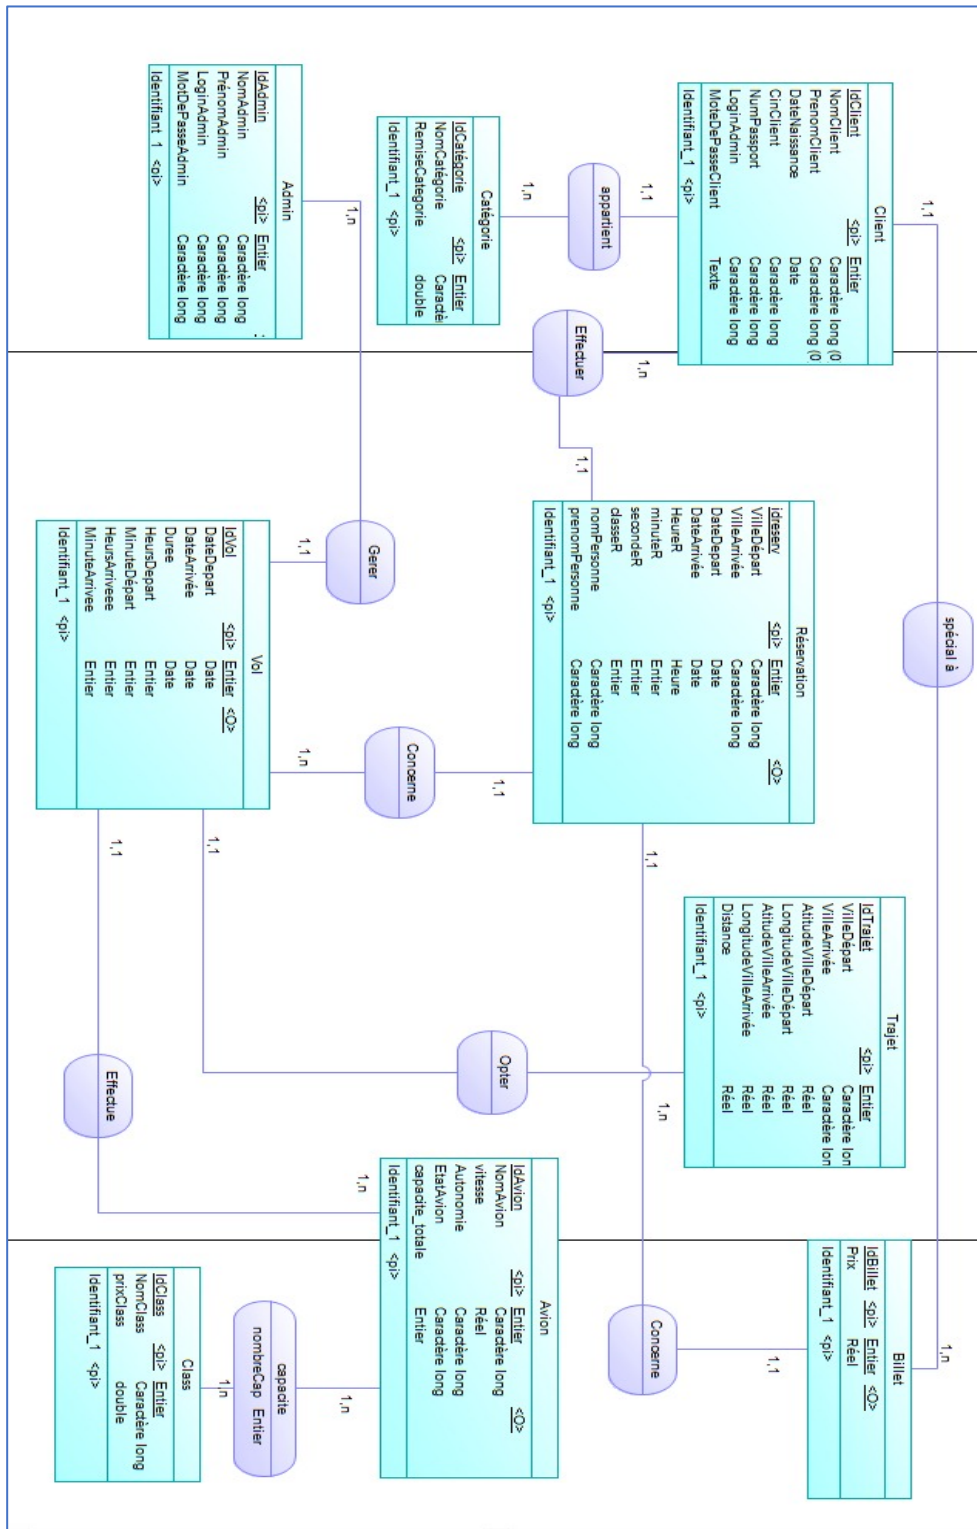 Client
IdClient <pi> Entier
NomClient Caractère long (0
PrenomClient Caractère long (0
DateNaissance Date
CinClient Caractère long
NumPassport Caractère long
LoginAdmin Caractère long
MoteDePasseClient Texte
Identifiant_1 <pi>
1,1
spécial à
1,n
Billet
IdBillet <pi> Entier <O>
Prix Réel
Identifiant_1 <pi>
1,1
appartient
1,n
Catégorie
IdCatégorie <pi> Entier
NomCatégorie Caractèr
RemiseCategorie double
Identifiant_1 <pi>
1,n
Effectuer
1,1
Réservation
idreserv <pi> Entier <O>
VilleDépart Caractère long
VilleArrivée Caractère long
DateDepart Date
DateArrivée Date
HeureR Heure
minuteR Entier
secondeR Entier
classeR Entier
nomPersonne Caractère long
prenomPersonne Caractère long
Identifiant_1 <pi>
1,1
Concerne
1,1
Trajet
IdTrajet <pi> Entier
VilleDépart Caractère lon
VilleArrivée Caractère lon
AtitudeVilleDépart Réel
LongitudeVilleDépart Réel
AtitudeVilleArrivée Réel
LongitudeVilleArrivée Réel
Distance Réel
Identifiant_1 <pi>
1,n
Opter
1,1
Admin
IdAdmin <pi> Entier
NomAdmin Caractère long
PrénomAdmin Caractère long
LoginAdmin Caractère long
MotDePasseAdmin Caractère long
Identifiant_1 <pi>
1,n
Gerer
1,1
Vol
IdVol <pi> Entier <O>
DateDepart Date
DateArrivée Date
Duree Date
HeursDepart Entier
MinuteDépart Entier
HeursArriveee Entier
MinuteArrivee Entier
Identifiant_1 <pi>
1,n
Concerne
1,1
1,1
Effectue
1,n
Avion
IdAvion <pi> Entier <O>
NomAvion Caractère long
vitesse Réel
Autonomie Caractère long
EtatAvion Caractère long
capacite_totale Entier
Identifiant_1 <pi>
1,n
capacite
nombreCap Entier
1,n
Class
IdClass <pi> Entier
NomClass Caractère long
prixClass double
Identifiant_1 <pi>